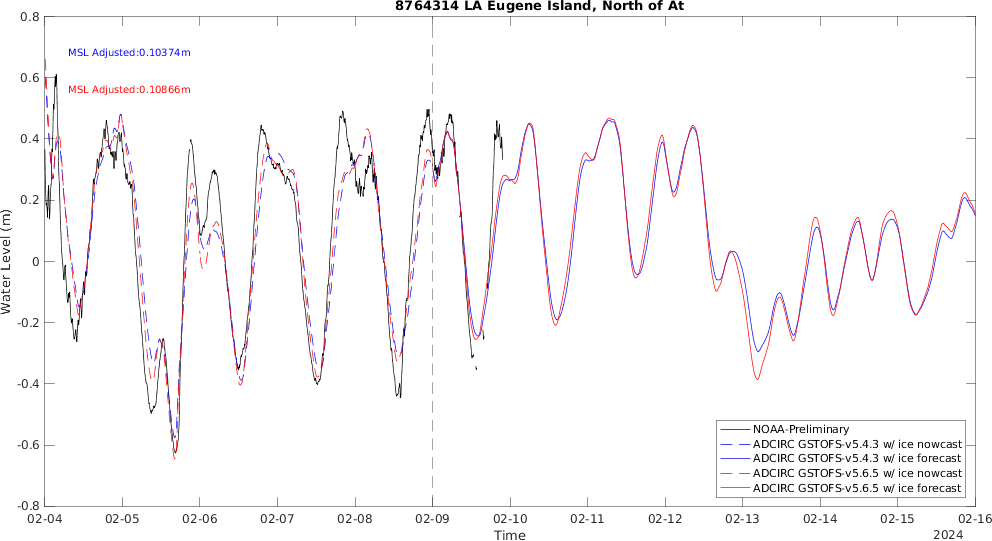 8764314 LA Eugene Island, North of At
0.8
0.6
0.4
0.2
0
-0.2
-0.4
-0.6
-0.8
Water Level (m)
MSL Adjusted:0.10374m
MSL Adjusted:0.10866m
NOAA-Preliminary
ADCIRC GSTOFS-v5.4.3 w/ ice nowcast
ADCIRC GSTOFS-v5.4.3 w/ ice forecast
ADCIRC GSTOFS-v5.6.5 w/ ice nowcast
ADCIRC GSTOFS-v5.6.5 w/ ice forecast
02-04 02-05 02-06 02-07 02-08 02-09 02-10 02-11 02-12 02-13 02-14 02-15 02-16
Time
2024